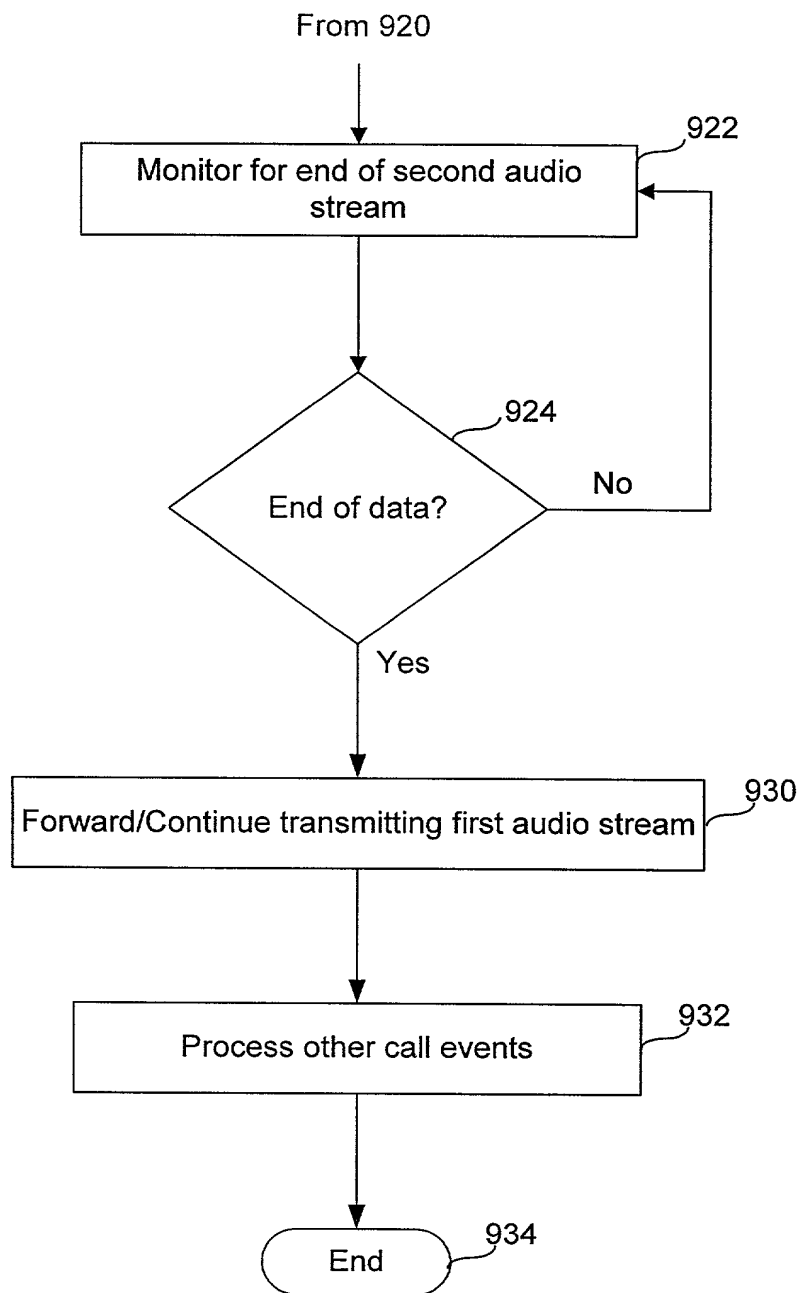 From 920
922
Monitor for end of second audio
stream
924
End of data?
No
Yes
930
Forward/Continue transmitting first audio stream
932
Process other call events
934
End